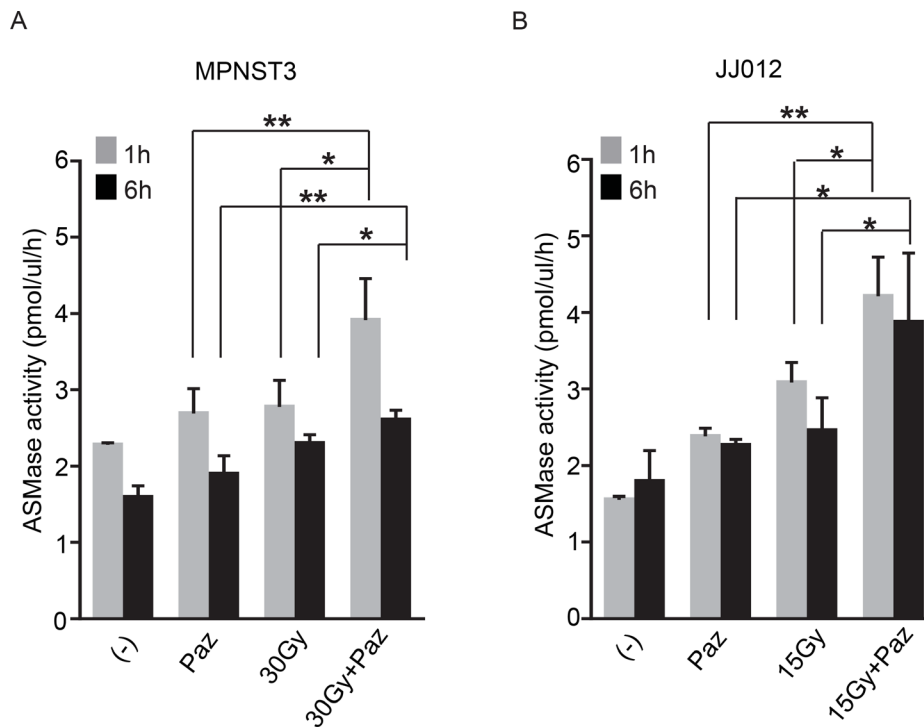 A
MPNST3
ASMase activity (pmol/ul/h)
1h
6h
6
5
4
3
2
1
0
**
*
**
*
(-)
Paz
30Gy
30Gy+Paz
B
JJ012
ASMase activity (pmol/ul/h)
1h
6h
6
5
4
3
2
1
0
**
*
*
*
(-)
Paz
15Gy
15Gy+Paz